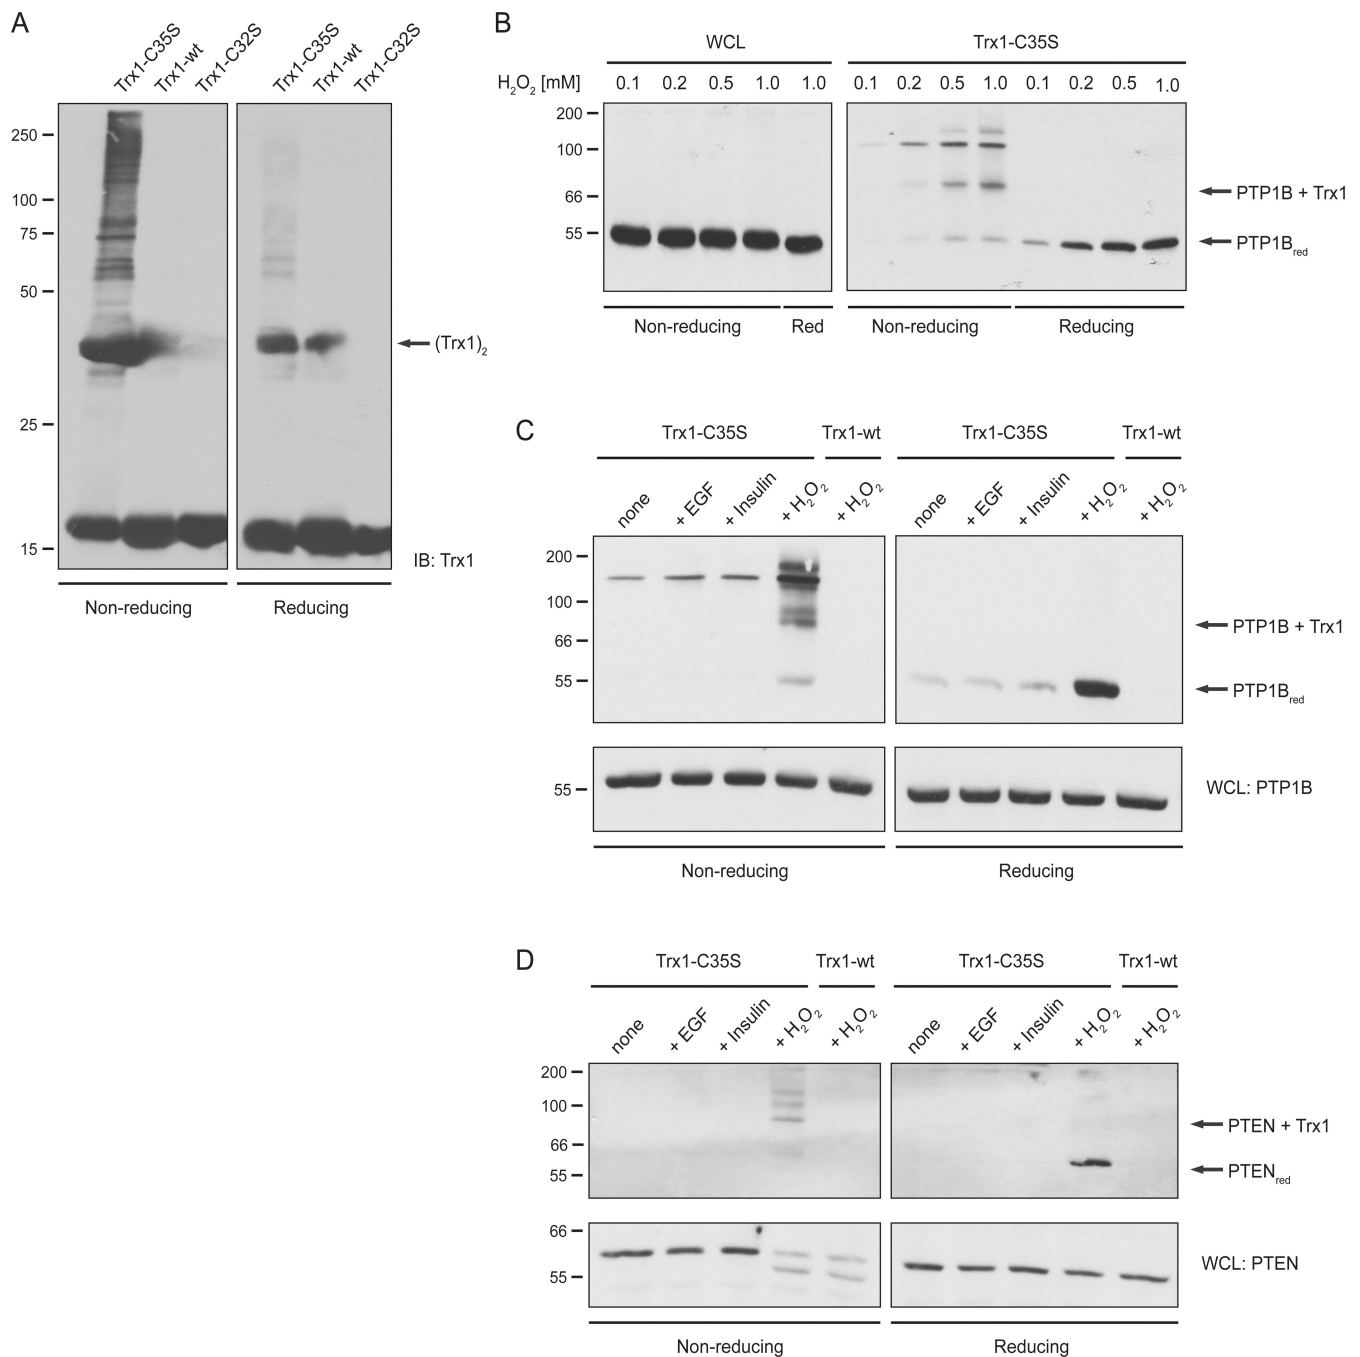 A
Trx1-C35S
Trx1-wt
Trx1-C32S
Trx1-C35S
Trx1-wt
Trx1-C32S
250
100
75
50
25
15
(Trx1)2
IB: Trx1
Non-reducing
Reducing
B
WCL
Trx1-C35S
H2O2 [mM]
0.1 0.2 0.5 1.0 1.0
0.1 0.2 0.5 1.0 0.1 0.2 0.5 1.0
200
100
66
55
PTP1B + Trx1
PTP1Bred
Non-reducing
Red
Non-reducing
Reducing
C
Trx1-C35S
Trx1-wt
Trx1-C35S
Trx1-wt
none
+ EGF
+ Insulin
+ H2O2
+ H2O2
none
+ EGF
+ Insulin
+ H2O2
+ H2O2
200
100
66
55
PTP1B + Trx1
PTP1Bred
55
WCL: PTP1B
Non-reducing
Reducing
D
Trx1-C35S
Trx1-wt
Trx1-C35S
Trx1-wt
none
+ EGF
+ Insulin
+ H2O2
+ H2O2
none
+ EGF
+ Insulin
+ H2O2
+ H2O2
200
100
66
55
PTEN + Trx1
PTENred
66
55
WCL: PTEN
Non-reducing
Reducing